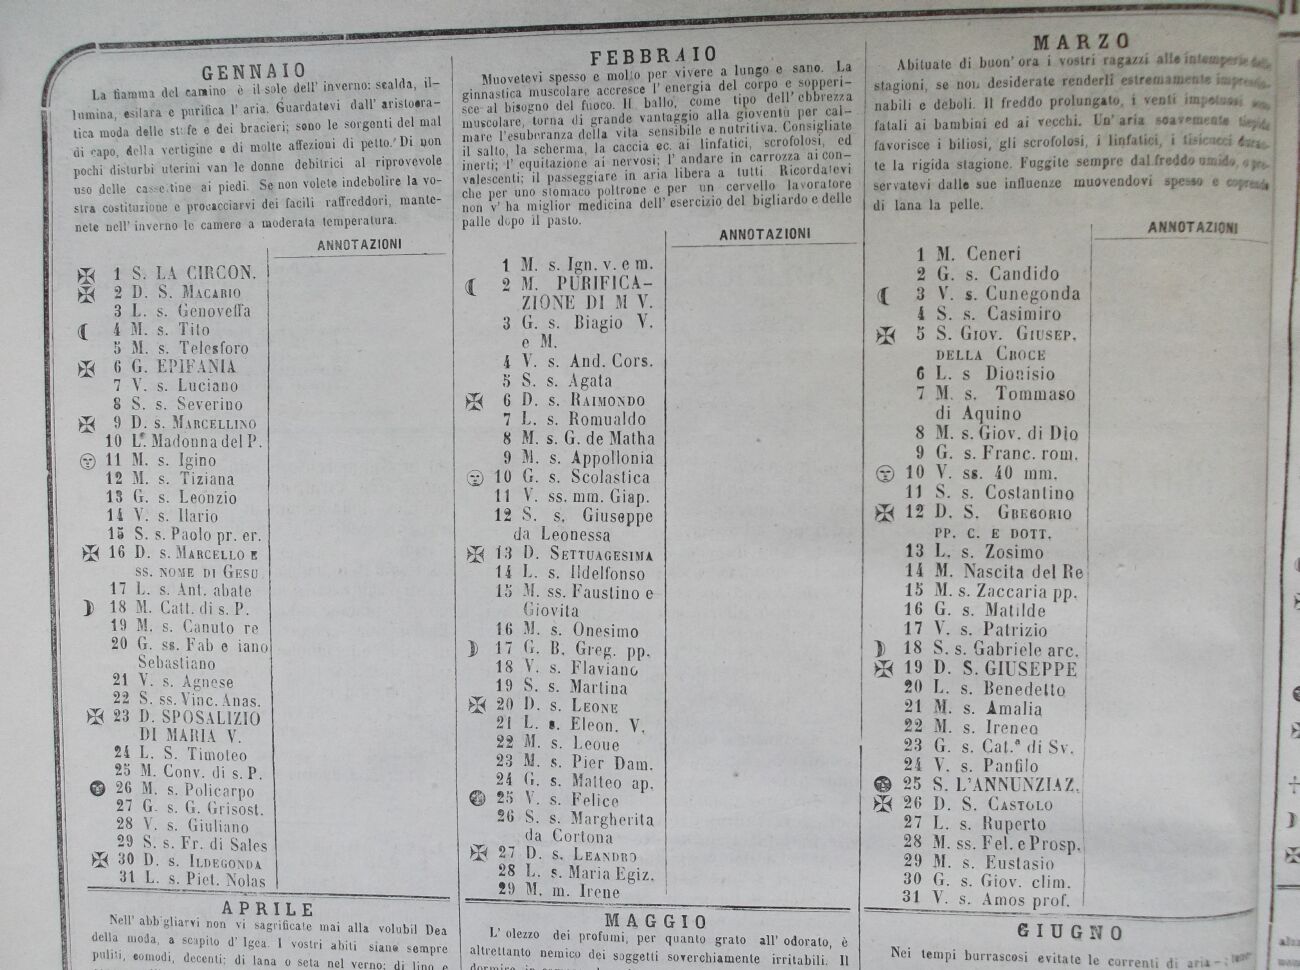 GENNAIO
La fiamma del camino è il sole dell' inverno: scalda, il-
lumina, esilara e purifica l' aria. Guardatevi dall' aristocra-
tica moda delle stufe e dei bracieri; sono le sorgenti del mal
di capo, della vertigine e di molte affezioni di petto. Di non
pochi disturbi uterini van le donne debitrici al riprovevole
uso delle cassettine ai piedi. Se non volete indebolire la vo-
stra costituzione e procacciarvi dei facili raffreddori, mante-
nete nell' inverno le camere a moderata temperatura.
ANNOTAZIONI
1 S. LA CIRCON.
2 D. S. MACARIO
3 L. s. Genoveffa
4 M. s. Tito
5 M. s. Telesforo
6 G. EPIFANIA
7 V. s. Luciano
8 S. s. Severino
9 D. s. MARCELLINO
10 L. Madonna del P.
11 M. s. Igino
12 M. s. Tiziana
13 G. s. Leonzio
14 V. s. Ilario
15 S. s. Paolo pr. er.
16 D. s. MARCELLO E
SS. NOME DI GESU
17 L. s. Ant. abate
18 M. Catt. di s. P.
19 M. s. Canuto re
20 G. ss. Fab e iano
Sebastiano
21 V. s. Agnese
22 S. ss. Vinc. Anas.
23 D. SPOSALIZIO
DI MARIA V.
24 L. S. Timoteo
25 M. Conv. di s. P.
26 M. s. Policarpo
27 G. s. G. Grisost.
28 V. s. Giuliano
29 S. s. Fr. di Sales
30 D. s. ILDEGONDA
31 L. s. Piet. Nolas
FEBBRAIO
Muovetevi spesso e molto per vivere a lungo e sano. La
ginnastica muscolare accresce l' energia del corpo e sopperi-
sce al bisogno del fuoco. Il ballo, come tipo dell' ebbrezza
muscolare, torna di grande vantaggio alla gioventù per cal-
mare l'esuberanza della vita sensibile e nutritiva. Consigliate
il salto, la scherma, la caccia ec. ai linfatici, scrofolosi, ed
inerti; l' equitazione ai nervosi; l' andare in carrozza ai con-
valescenti; il passeggiare in aria libera a tutti. Ricordatevi
che per uno stomaco poltrone e per un cervello lavoratore
non v' ha miglior medicina dell' esercizio del bigliardo e delle
palle dopo il pasto.
ANNOTAZIONI
1 M. s. Ign. v. e m.
2 M. PURIFICA-
ZIONE DI M V.
3 G. s. Biagio V.
e M.
4 V. s. And. Cors.
5 S. s. Agata
6 D. s. RAIMONDO
7 L. s. Romualdo
8 M. s. G. de Matha
9 M. s. Appollonia
10 G. s. Scolastica
11 V. ss. mm. Giap.
12 S. s. Giuseppe
da Leonessa
13 D. SETTUAGESIMA
14 L. s. Ildelfonso
15 M. ss. Faustino e
Giovita
16 M. s. Onesimo
17 G. B. Greg. pp.
18 V. s. Flaviano
19 S. s. Martina
20 D. s. LEONE
21 L. s. Eleon. V.
22 M. s. Leoue
23 M. s. Pier Dam.
24 G. s. Matteo ap.
25 V. s. Felice
26 S. s. Margherita
da Cortona
27 D. s. LEANDRO
28 L. s. Maria Egiz.
29 M. m. Irene
MARZO
Abituate di buon' ora i vostri ragazzi alle intemperie delle
stagioni, se non desiderate renderli estremamente impressio-
nabili e deboli. Il freddo prolungato, i venti impetuosi son
fatali ai bambini ed ai vecchi. Un' aria soavemente tiepida
favorisce i biliosi, gli scrofolosi, i linfatici, i tisicacci duran-
te la rigida stagione. Fuggite sempre dal freddo umido, e pre-
servatevi dalle sue influenze muovendovi spesso e coprendo
di lana la pelle.
ANNOTAZIONI
1 M. Ceneri
2 G. s. Candido
3 V. s. Cunegonda
4 S. s. Casimiro
5 S. GIOV. GIUSEP.
DELLA CROCE
6 L. s Dionisio
7 M. s. Tommaso
di Aquino
8 M. s. Giov. di Dio
9 G. s. Franc. rom.
10 V. ss. 40 mm.
11 S. s. Costantino
12 D. S. GREGORIO
PP. C. E DOTT.
13 L. s. Zosimo
14 M. Nascita del Re
15 M. s. Zaccaria pp.
16 G. s. Matilde
17 V. s. Patrizio
18 S. s. Gabriele arc.
19 D. S. GIUSEPPE
20 L. s. Benedetto
21 M. s. Amalia
22 M. s. Ireneo
23 G. s. Cat.ª di Sv.
24 V. s. Panfilo
25 S. L'ANNUNZIAZ.
26 D. S. CASTOLO
27 L. s. Ruperto
28 M. ss. Fel. e Prosp.
29 M. s. Eustasio
30 G. s. Giov. clim.
31 V. s. Amos prof.
APRILE
Nell' abbigliarvi non vi sagrificate mai alla volubil Dea
della moda, a scapito d' Igea. I vostri abiti siano sempre
puliti, comodi, decenti; di lana o seta nel verno; di lino e
MAGGIO
L' olezzo dei profumi, per quanto grato all' odorato, è
altrettanto nemico dei soggetti soverchiamente irritabili. Il
dormire in
GIUGNO
Nei tempi burrascosi evitate le correnti di aria